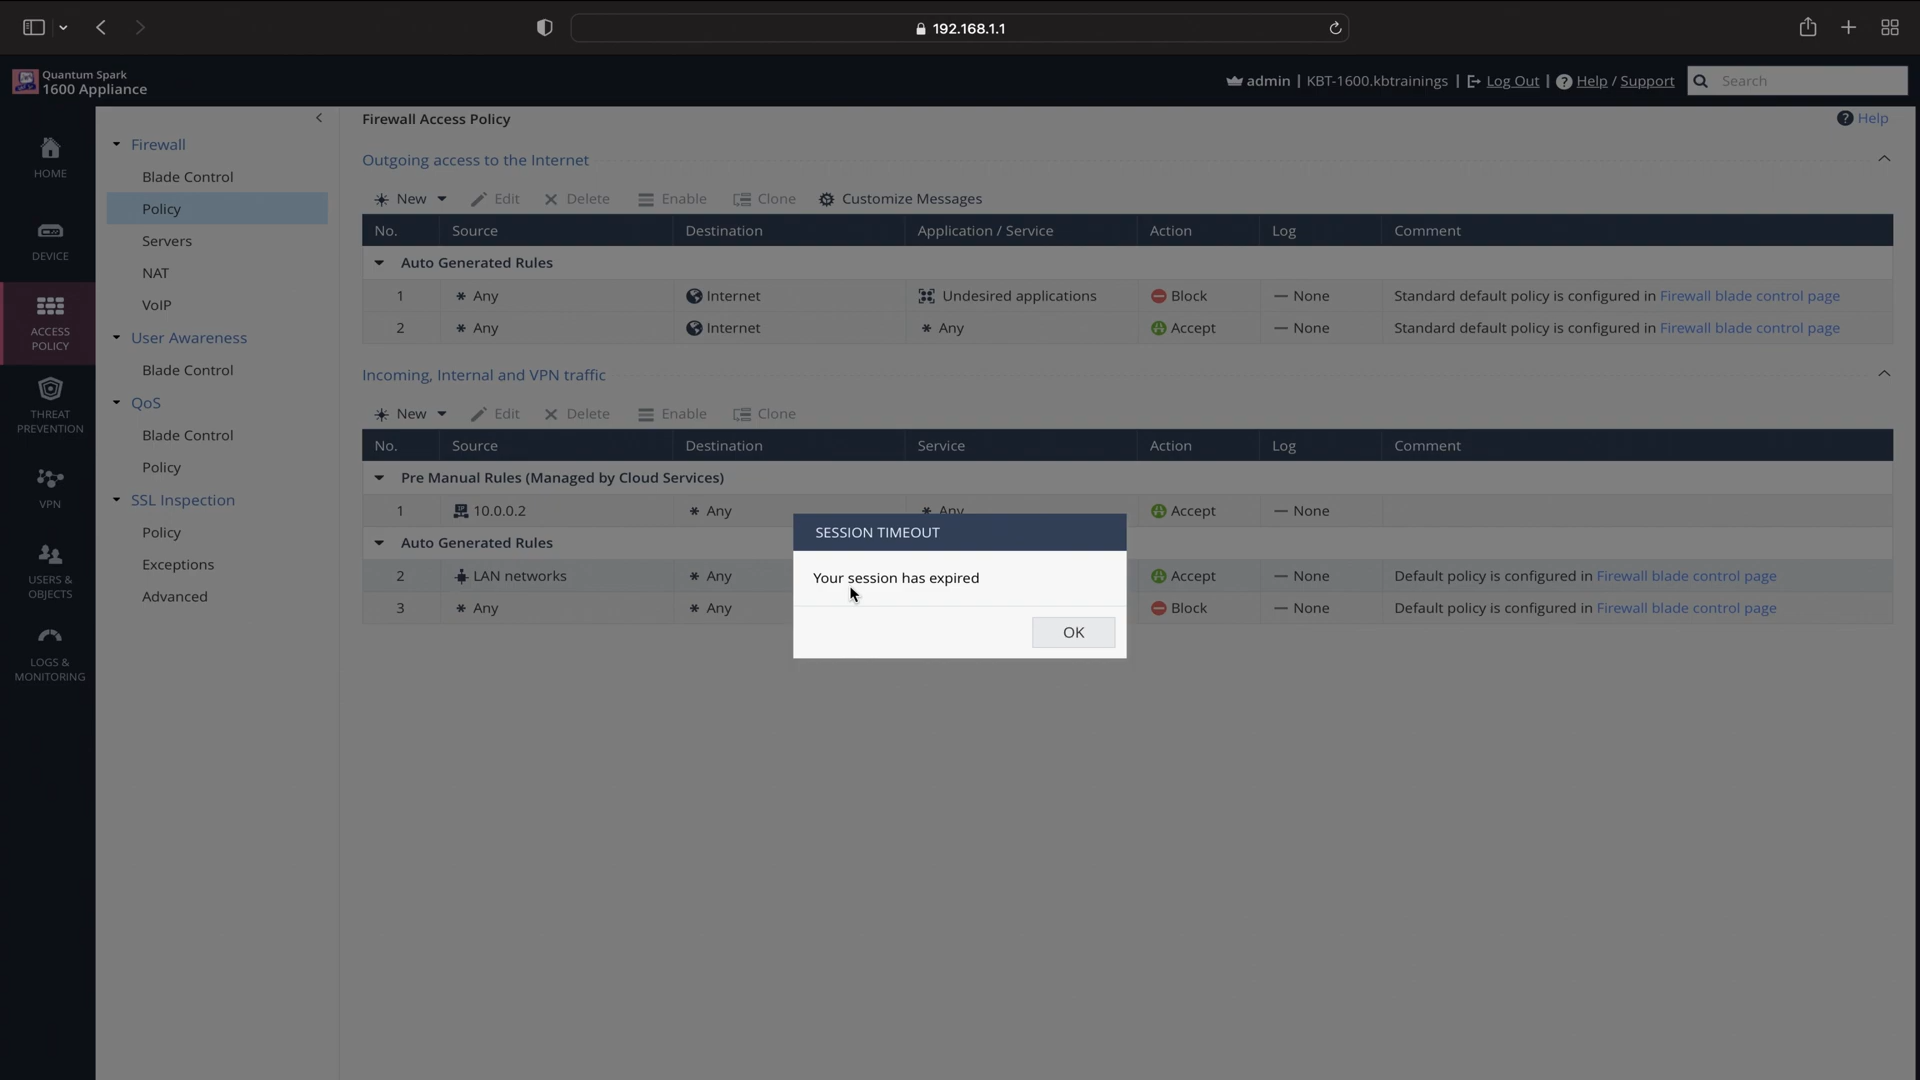 192.168.1.1
Quantum Spark
1600 Appliance
admin | KBT-1600.kbtrainings | Log Out | Help / Support
Search
HOME
DEVICE
ACCESS
POLICY
THREAT
PREVENTION
VPN
USERS &
OBJECTS
LOGS &
MONITORING
Firewall
Blade Control
Policy
Servers
NAT
VoIP
User Awareness
Blade Control
QoS
Blade Control
Policy
SSL Inspection
Policy
Exceptions
Advanced
Firewall Access Policy
Help
Outgoing access to the Internet
New Edit Delete Enable Clone Customize Messages
No. Source Destination Application / Service Action Log Comment
Auto Generated Rules
1 * Any Internet Undesired applications Block — None Standard default policy is configured in Firewall blade control page
2 * Any Internet * Any Accept — None Standard default policy is configured in Firewall blade control page
Incoming, Internal and VPN traffic
New Edit Delete Enable Clone
No. Source Destination Service Action Log Comment
Pre Manual Rules (Managed by Cloud Services)
1 10.0.0.2 * Any * Any Accept — None
Auto Generated Rules
2 LAN networks * Any Accept — None Default policy is configured in Firewall blade control page
3 * Any * Any Block — None Default policy is configured in Firewall blade control page
SESSION TIMEOUT
Your session has expired
OK